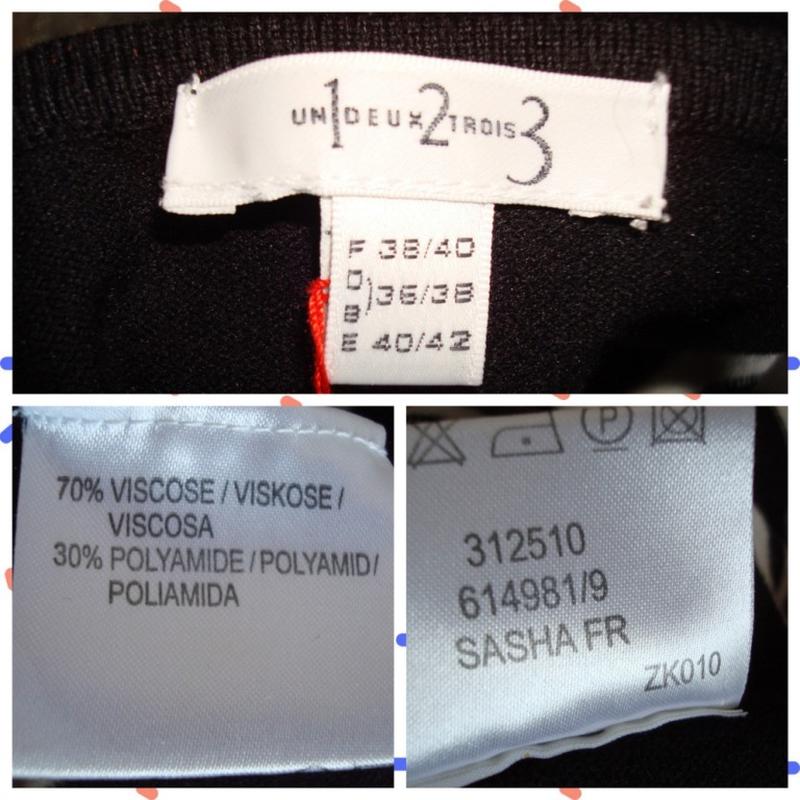 UN1DEUX2TROIS3
F 38/40
D
B )36/38
E 40/42
70% VISCOSE / VISKOSE /
VISCOSA
30% POLYAMIDE / POLYAMID /
POLIAMIDA
P
312510
614981/9
SASHA FR
ZK010